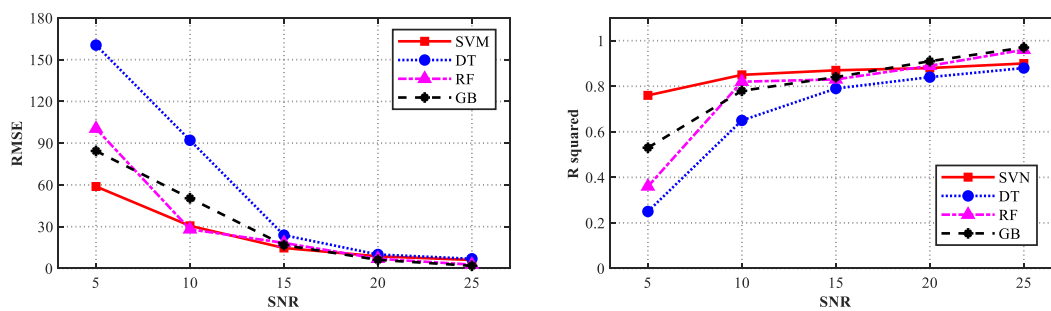 180
150
120
90
60
30
0
RMSE
5 10 15 20 25
SNR
SVM
DT
RF
GB
1
0.8
0.6
0.4
0.2
0
R squared
5 10 15 20 25
SNR
SVN
DT
RF
GB